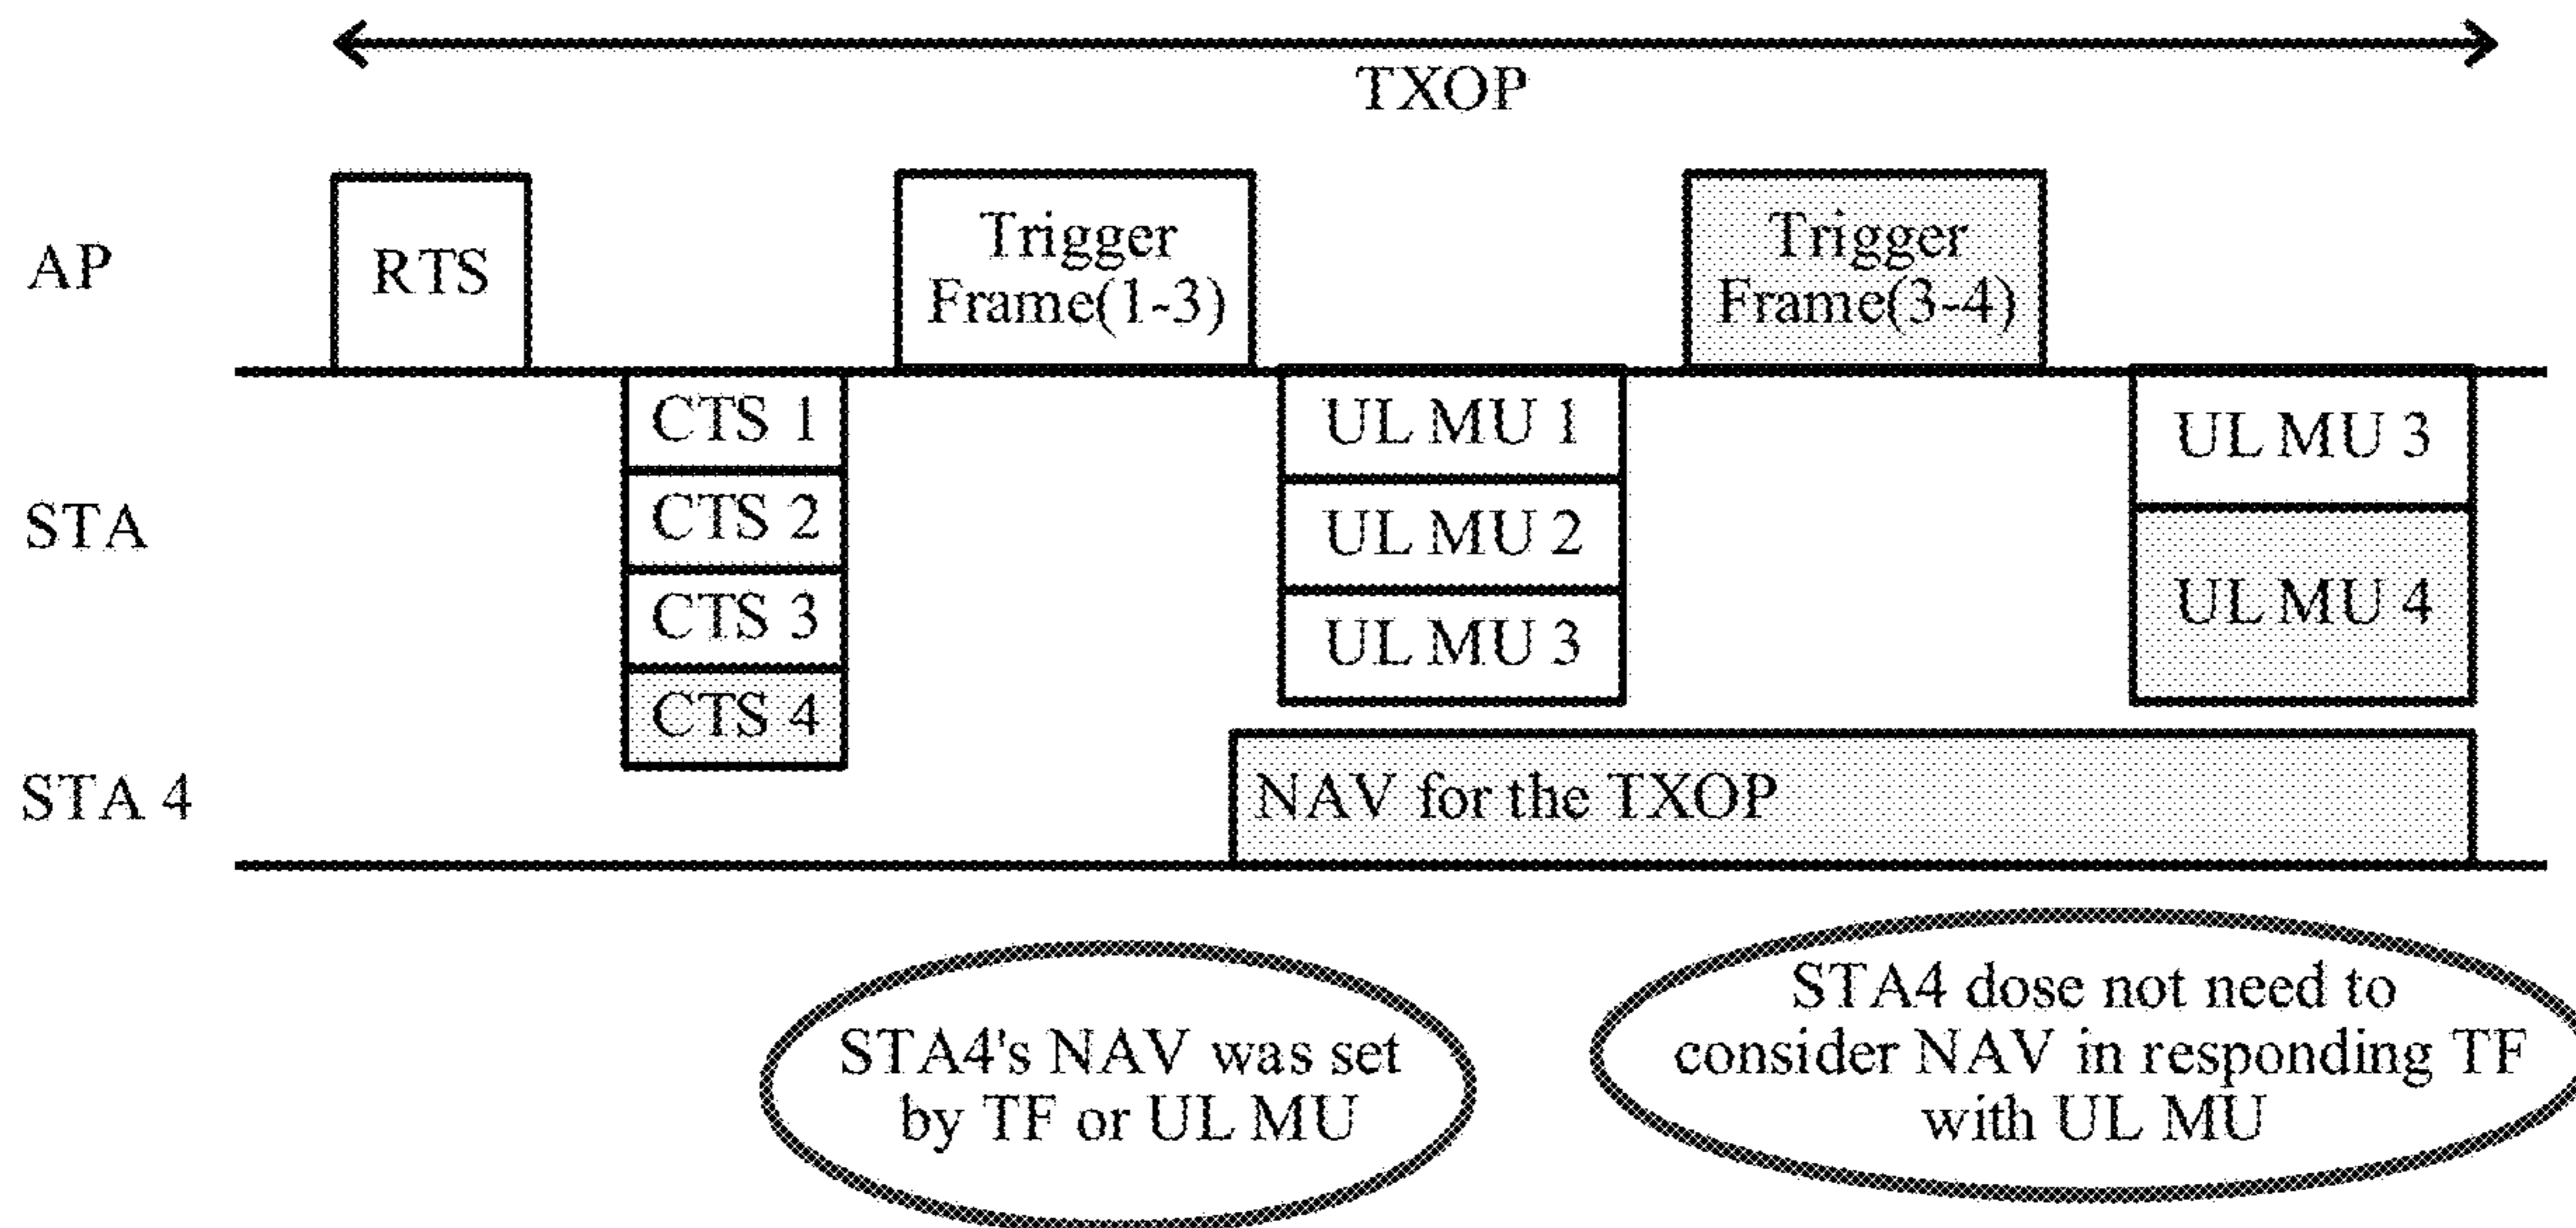 TXOP
AP
RTS
Trigger
Frame(1-3)
Trigger
Frame(3-4)
STA
CTS 1
CTS 2
CTS 3
CTS 4
UL MU 1
UL MU 2
UL MU 3
UL MU 3
UL MU 4
STA 4
NAV for the TXOP
STA4's NAV was set
by TF or UL MU
STA4 dose not need to
consider NAV in responding TF
with UL MU